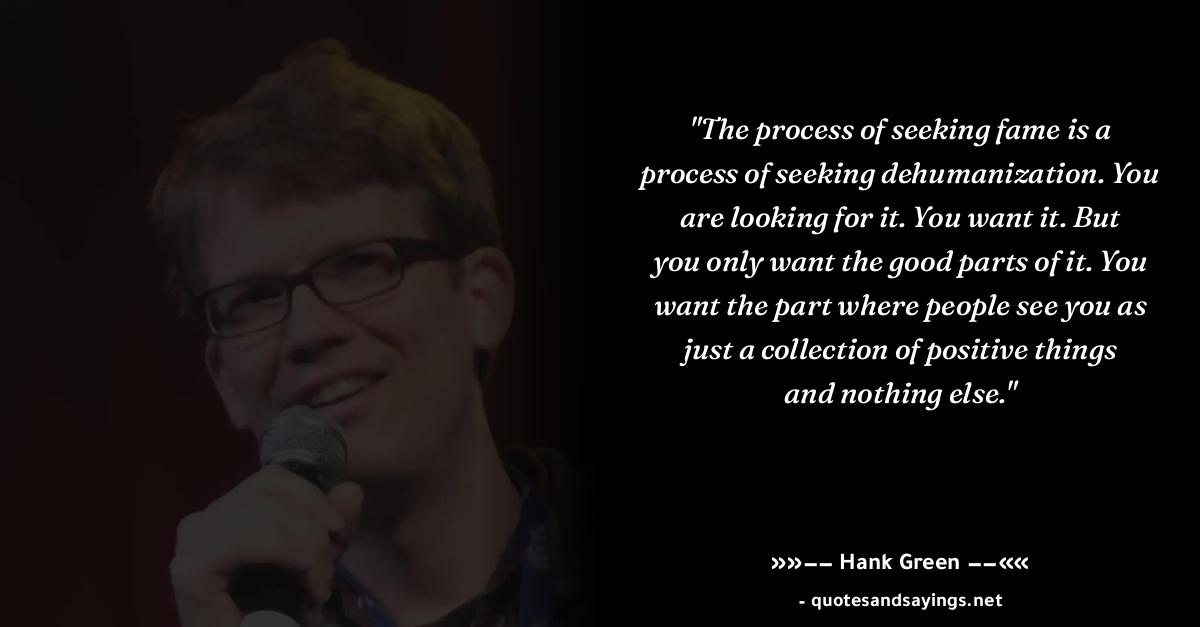 "The process of seeking fame is a
process of seeking dehumanization. You
are looking for it. You want it. But
you only want the good parts of it. You
want the part where people see you as
just a collection of positive things
and nothing else."
»»−− Hank Green −−««
- quotesandsayings.net